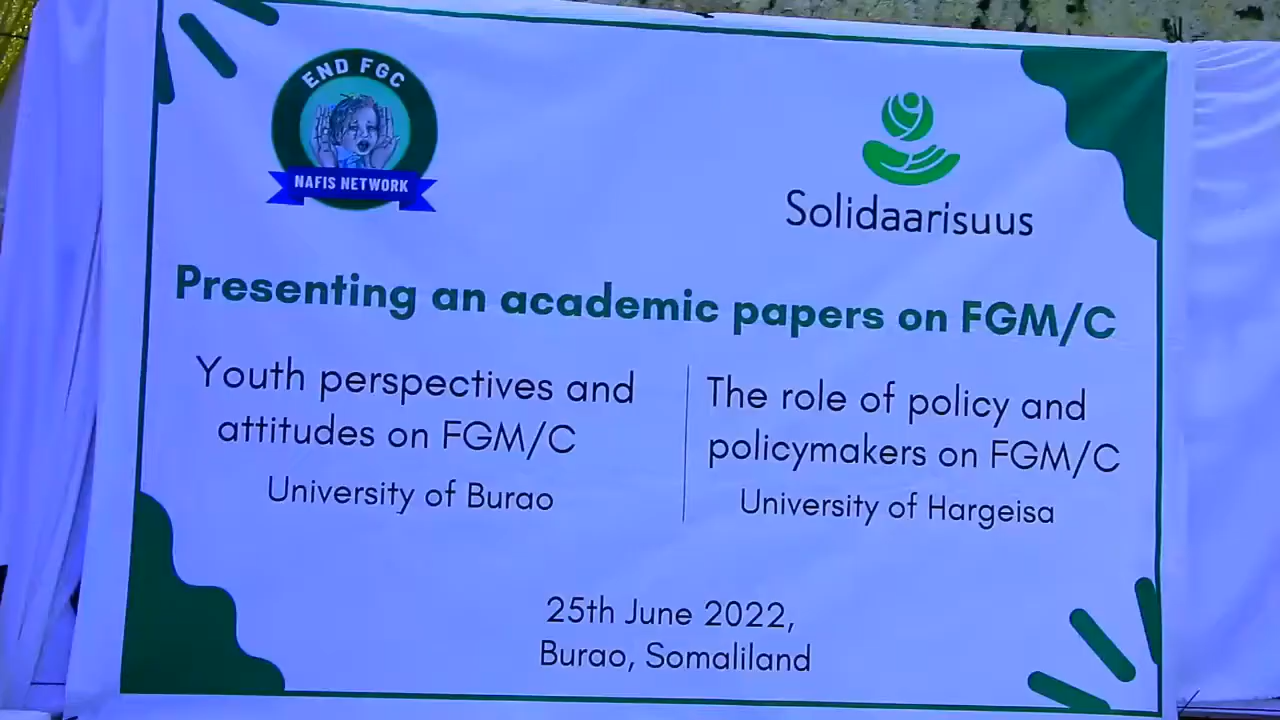 END FGC
NAFIS NETWORK
Solidaarisuus
Presenting an academic papers on FGM/C
Youth perspectives and
attitudes on FGM/C
University of Burao
The role of policy and
policymakers on FGM/C
University of Hargeisa
25th June 2022,
Burao, Somaliland